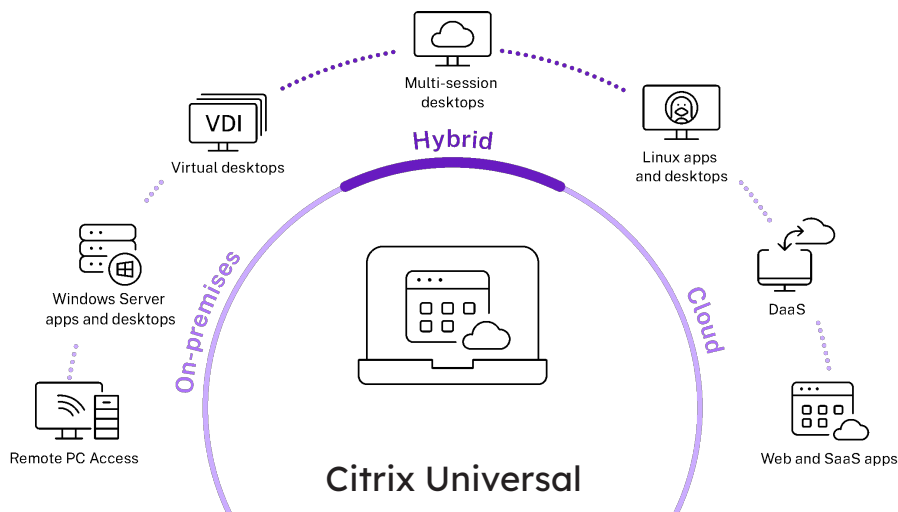 Multi-session
desktops
VDI
Virtual desktops
Hybrid
Linux apps
and desktops
Windows Server
apps and desktops
On-premises
Cloud
DaaS
Remote PC Access
Web and SaaS apps
Citrix Universal